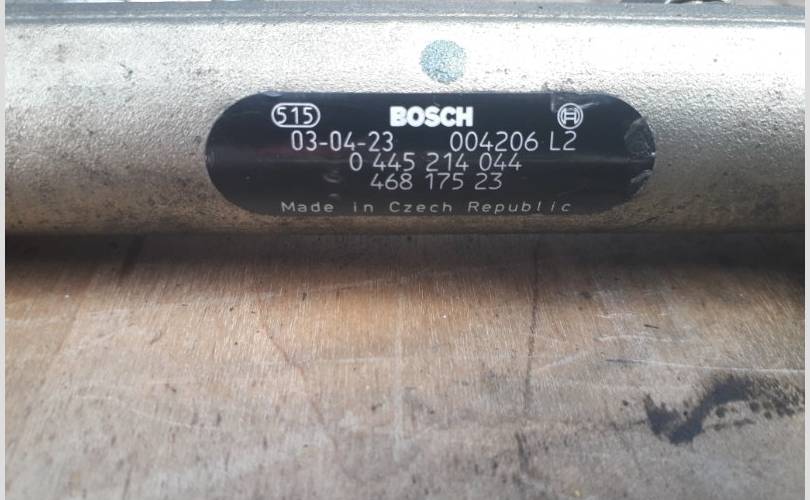 515 BOSCH
03-04-23 004206 L2
0 445 214 044
468 175 23
Made in Czech Republic